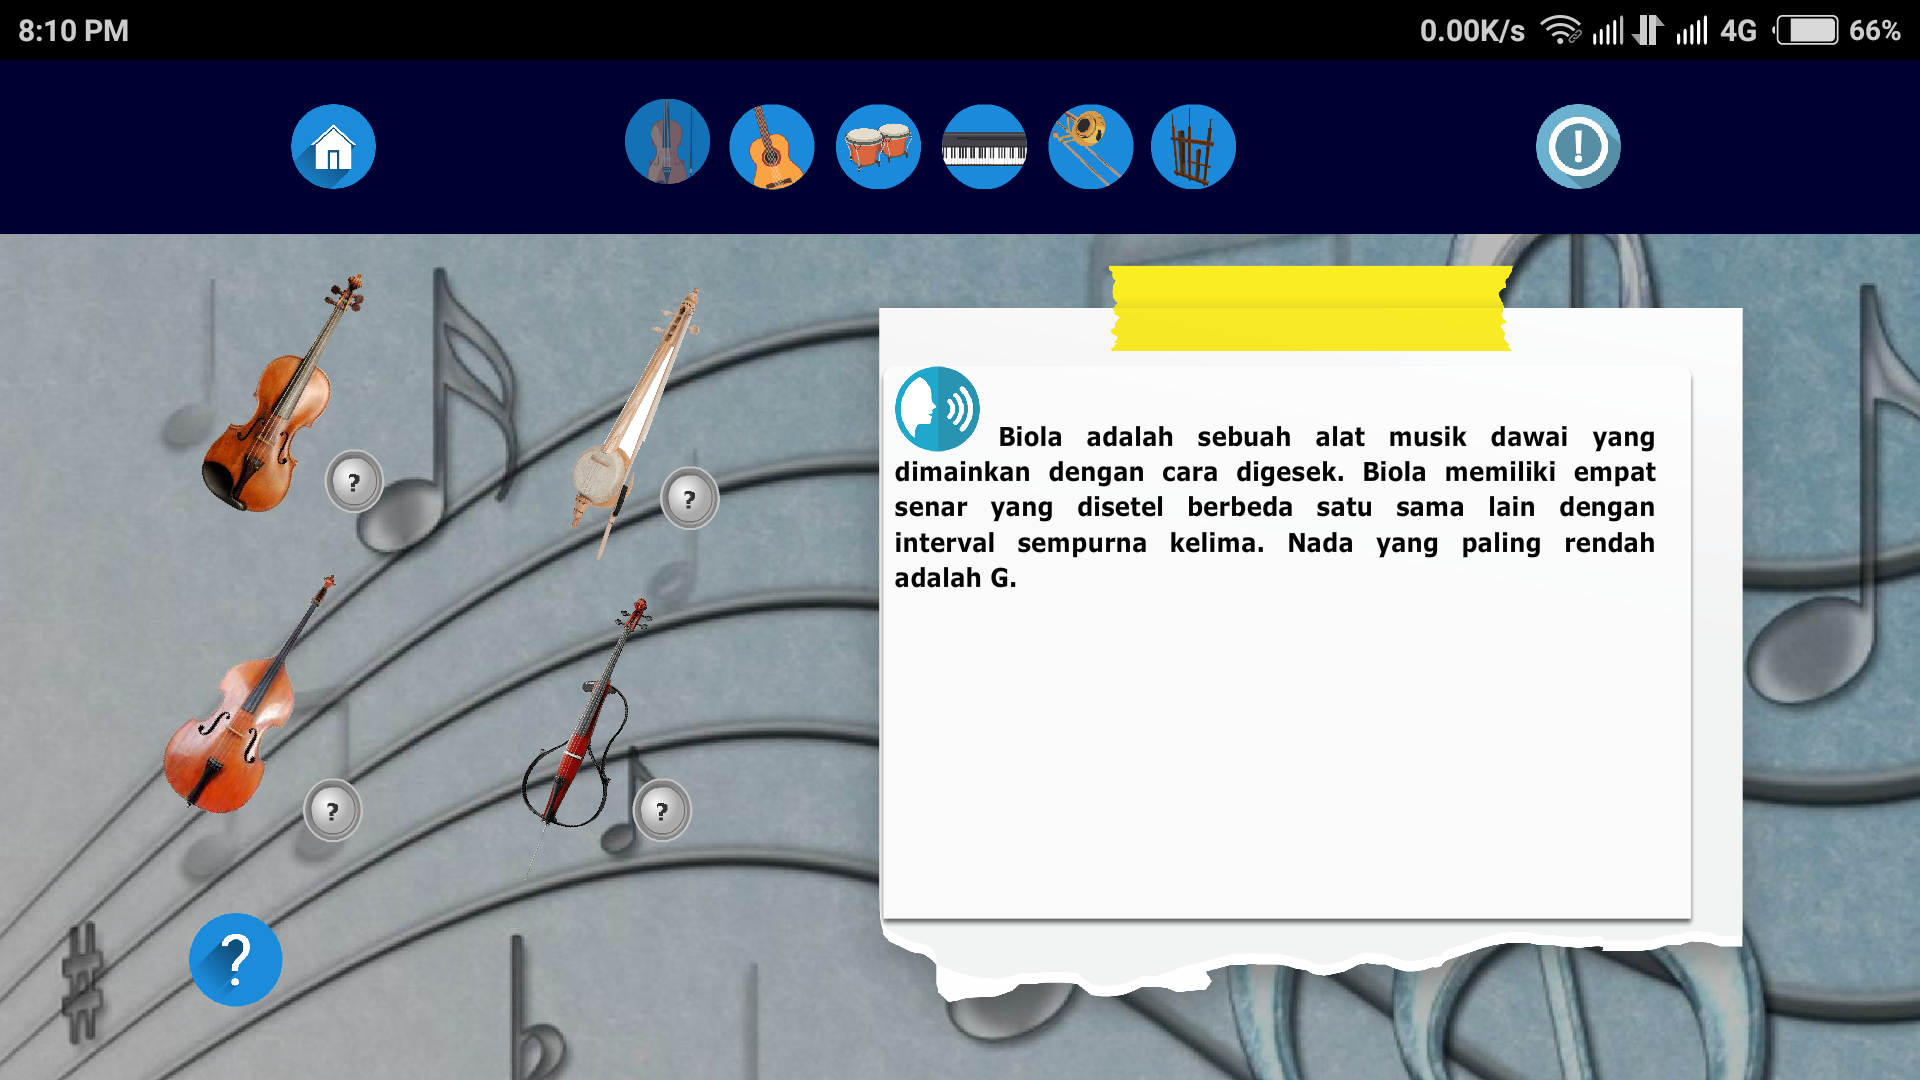 8:10 PM
0.00K/s 4G 66%
Biola adalah sebuah alat musik dawai yang
dimainkan dengan cara digesek. Biola memiliki empat
senar yang disetel berbeda satu sama lain dengan
interval sempurna kelima. Nada yang paling rendah
adalah G.
?
?
?
?
?